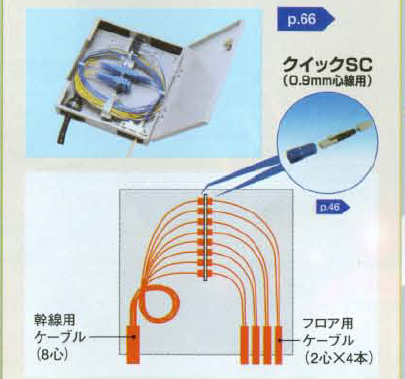 p.66
クイックSC
(0.9mm心線用)
p.46
幹線用
ケーブル
(8心)
フロア用
ケーブル
(2心×4本)